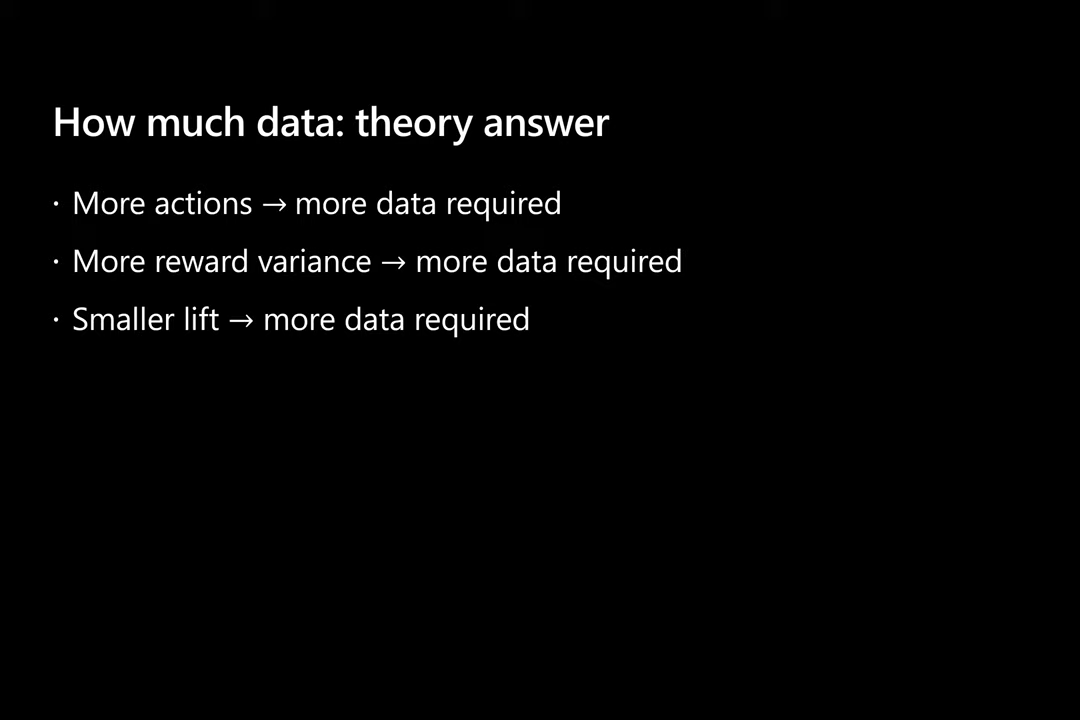 How much data: theory answer
· More actions → more data required
· More reward variance → more data required
· Smaller lift → more data required